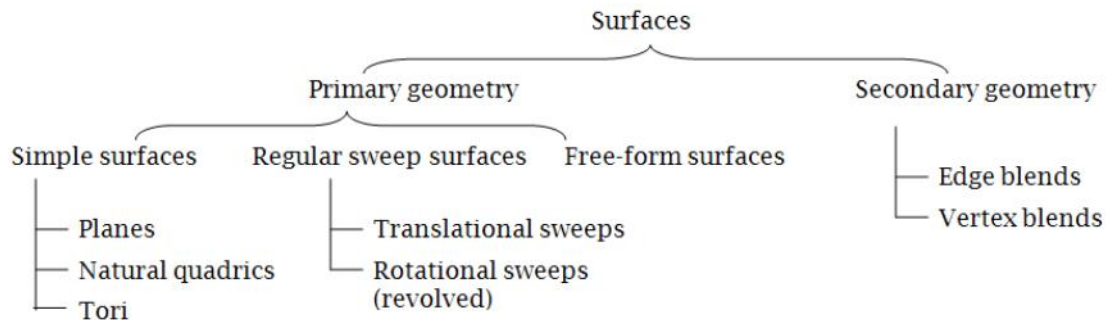 Surfaces
Primary geometry
Secondary geometry
Simple surfaces
Regular sweep surfaces
Free-form surfaces
Planes
Natural quadrics
Tori
Translational sweeps
Rotational sweeps
(revolved)
Edge blends
Vertex blends